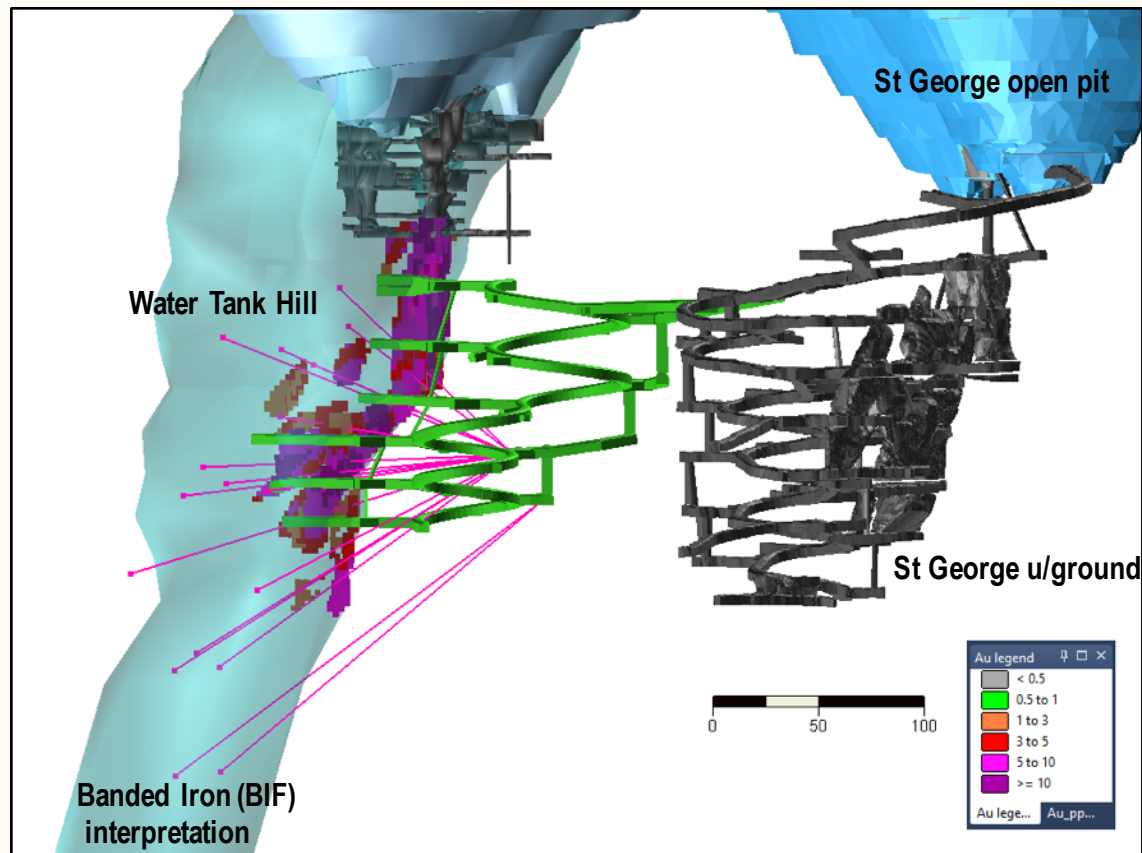 St George open pit
Water Tank Hill
St George u/ground
Au legend
< 0.5
0.5 to 1
1 to 3
3 to 5
5 to 10
>= 10
Au lege...
Au_pp...
0
50
100
Banded Iron (BIF)
interpretation